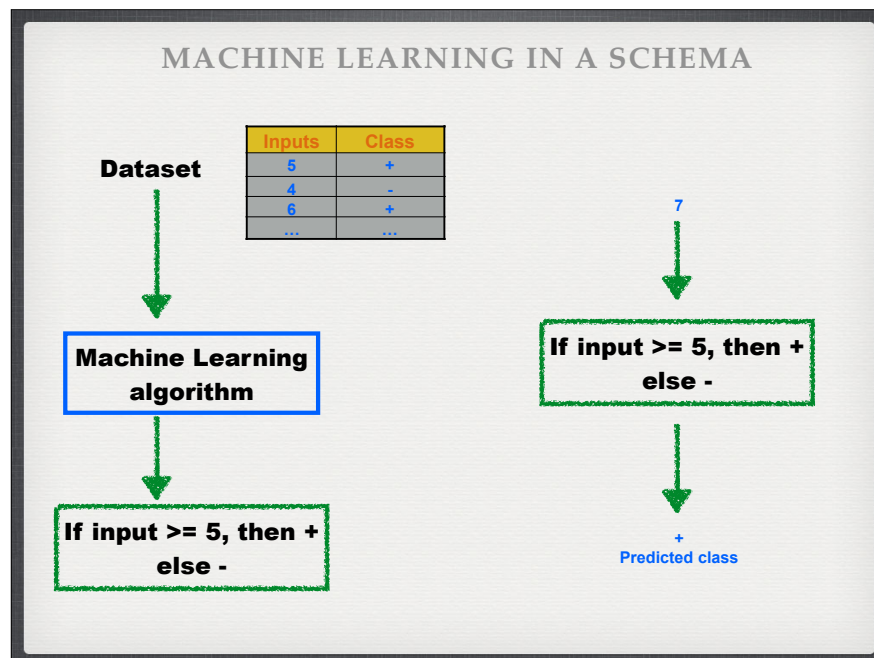 MACHINE LEARNING IN A SCHEMA
Dataset
Inputs Class
5 +
4 -
6 +
... ...
Machine Learning
algorithm
If input >= 5, then +
else -
7
If input >= 5, then +
else -
+
Predicted class